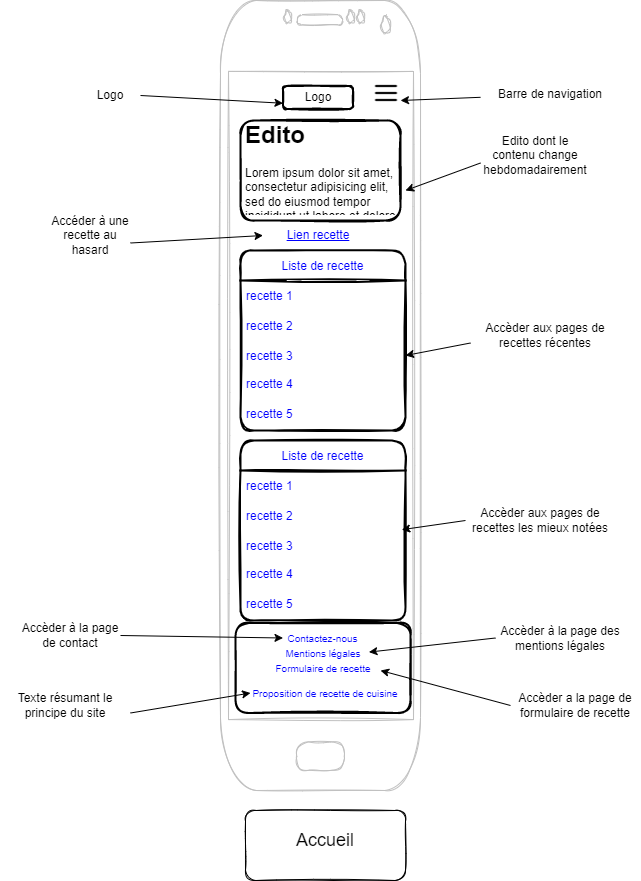 Logo
Logo
Barre de navigation
Edito
Edito dont le
contenu change
hebdomadairement
Lorem ipsum dolor sit amet,
consectetur adipisicing elit,
sed do eiusmod tempor
incididunt ut labore et dolore
Accéder à une
recette au
hasard
Lien recette
Liste de recette
recette 1
recette 2
recette 3
recette 4
recette 5
Accèder aux pages de
recettes récentes
Liste de recette
recette 1
recette 2
recette 3
recette 4
recette 5
Accèder aux pages de
recettes les mieux notées
Accèder à la page
de contact
Contactez-nous
Mentions légales
Formulaire de recette
Proposition de recette de cuisine
Accèder à la page des
mentions légales
Texte résumant le
principe du site
Accèder a la page de
formulaire de recette
Accueil